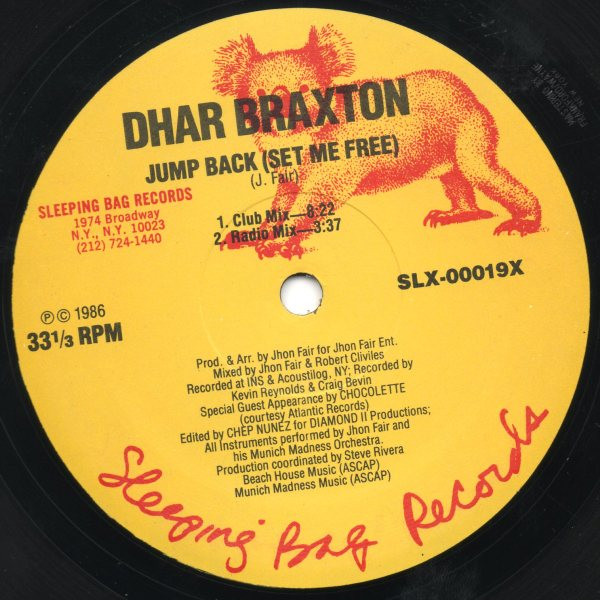 DHAR BRAXTON
JUMP BACK (SET ME FREE)
(J. Fair)
SLEEPING BAG RECORDS
1974 Broadway
N.Y., N.Y. 10023
(212) 724-1440
1. Club Mix—8:22
2. Radio Mix—3:37
SLX-00019X
Ⓟ © 1986
33 1/3 RPM
Prod. & Arr. by Jhon Fair for Jhon Fair Ent.
Mixed by Jhon Fair & Robert Cliviles
Recorded at INS & Acoustilog, NY; Recorded by
Kevin Reynolds & Craig Bevin
Special Guest Appearance by CHOCOLETTE
(courtesy Atlantic Records)
Edited by CHEP NUNEZ for DIAMOND II Productions;
All Instruments performed by Jhon Fair and
his Munich Madness Orchestra.
Production coordinated by Steve Rivera
Beach House Music (ASCAP)
Munich Madness Music (ASCAP)
Sleeping Bag Records